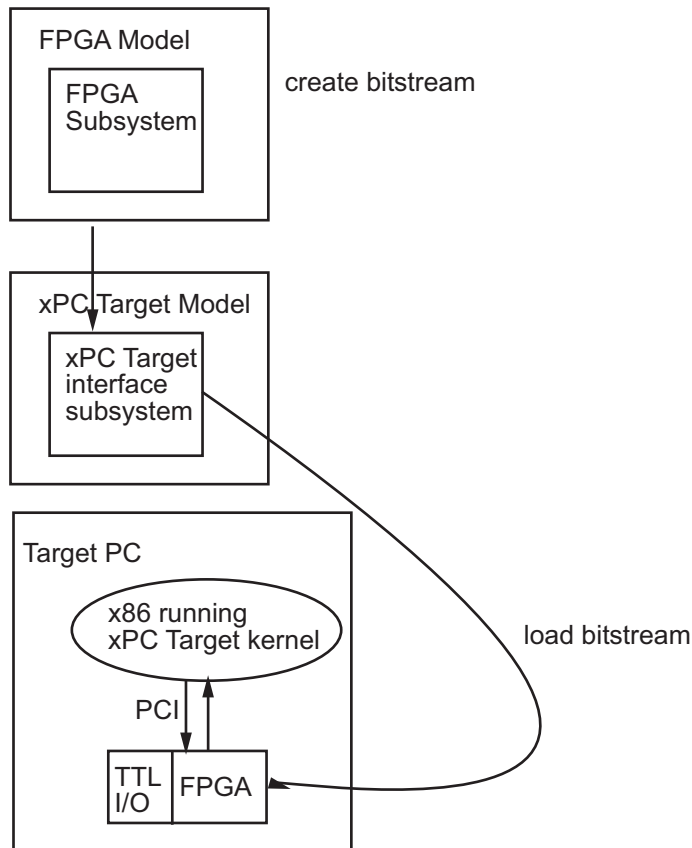 FPGA Model
FPGA
Subsystem
create bitstream
xPC Target Model
xPC Target
interface
subsystem
Target PC
x86 running
xPC Target kernel
load bitstream
PCI
TTL
I/O
FPGA